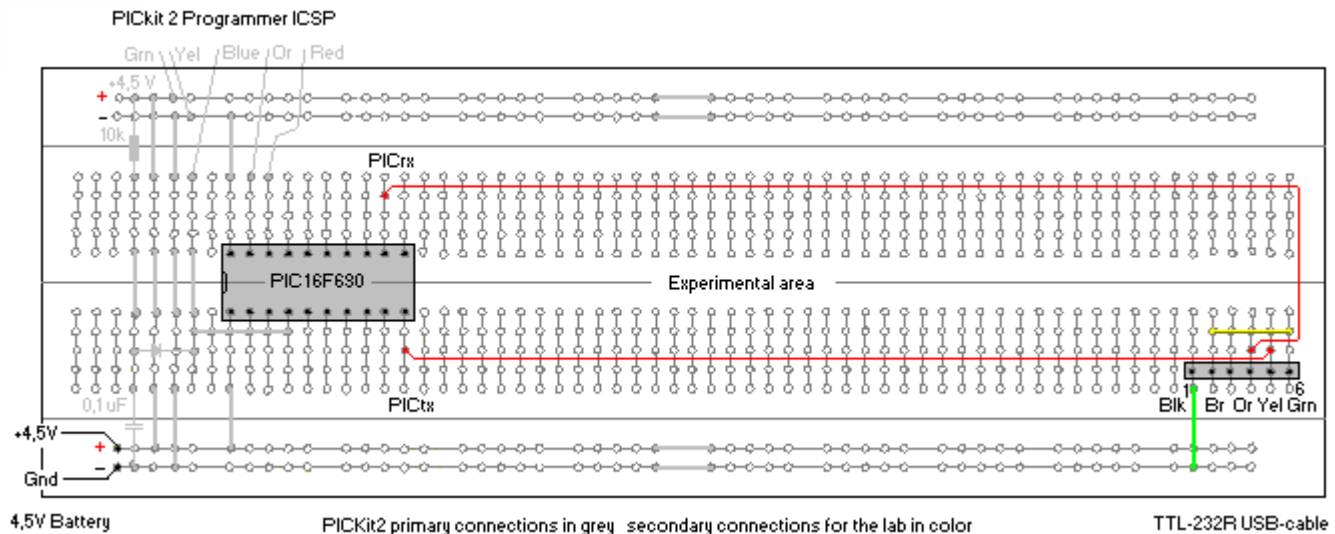 PICkit 2 Programmer ICSP
Grn Yel Blue Or Red
+4,5 V
+
-
10k
PICrx
PIC16F690
Experimental area
0,1uF
PICtx
1 6
Blk Br Or Yel Grn
+4,5V
+
-
Gnd
4,5V Battery
PICKit2 primary connections in grey secondary connections for the lab in color
TTL-232R USB-cable